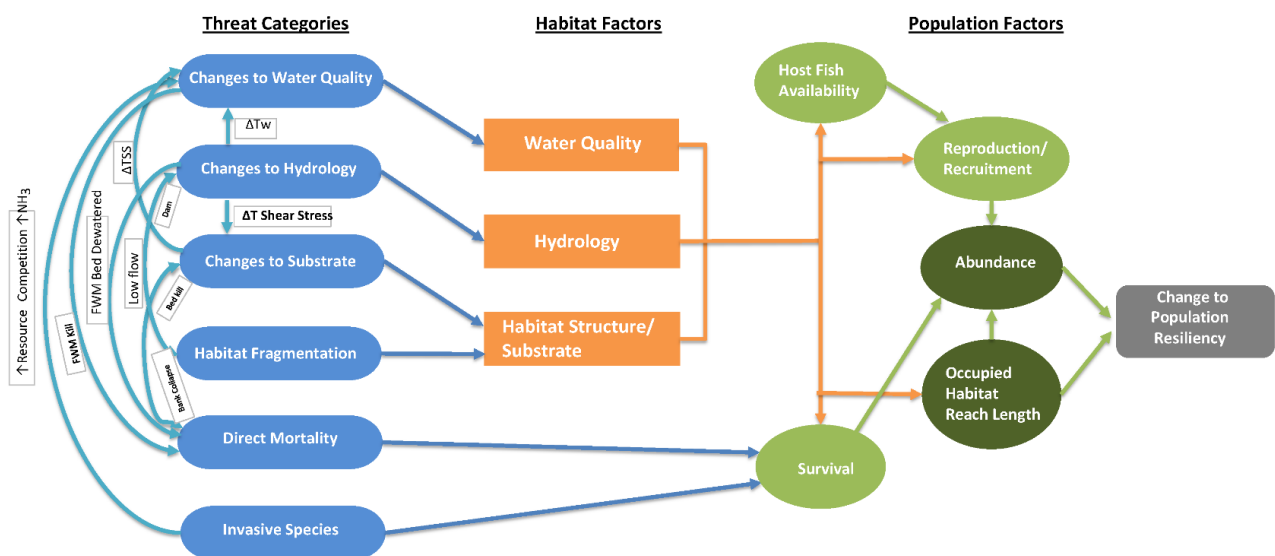 Threat Categories
Habitat Factors
Population Factors
Changes to Water Quality
ΔTw
Changes to Hydrology
ΔT Shear Stress
Changes to Substrate
Habitat Fragmentation
Direct Mortality
Invasive Species
↑Resource Competition ↑NH3
FWM Kill
FWM Bed Dewatered
ΔTSS
Low flow
Dam
Bed kill
Bank Collapse
Water Quality
Hydrology
Habitat Structure/
Substrate
Host Fish
Availability
Reproduction/
Recruitment
Abundance
Occupied
Habitat
Reach Length
Survival
Change to
Population
Resiliency